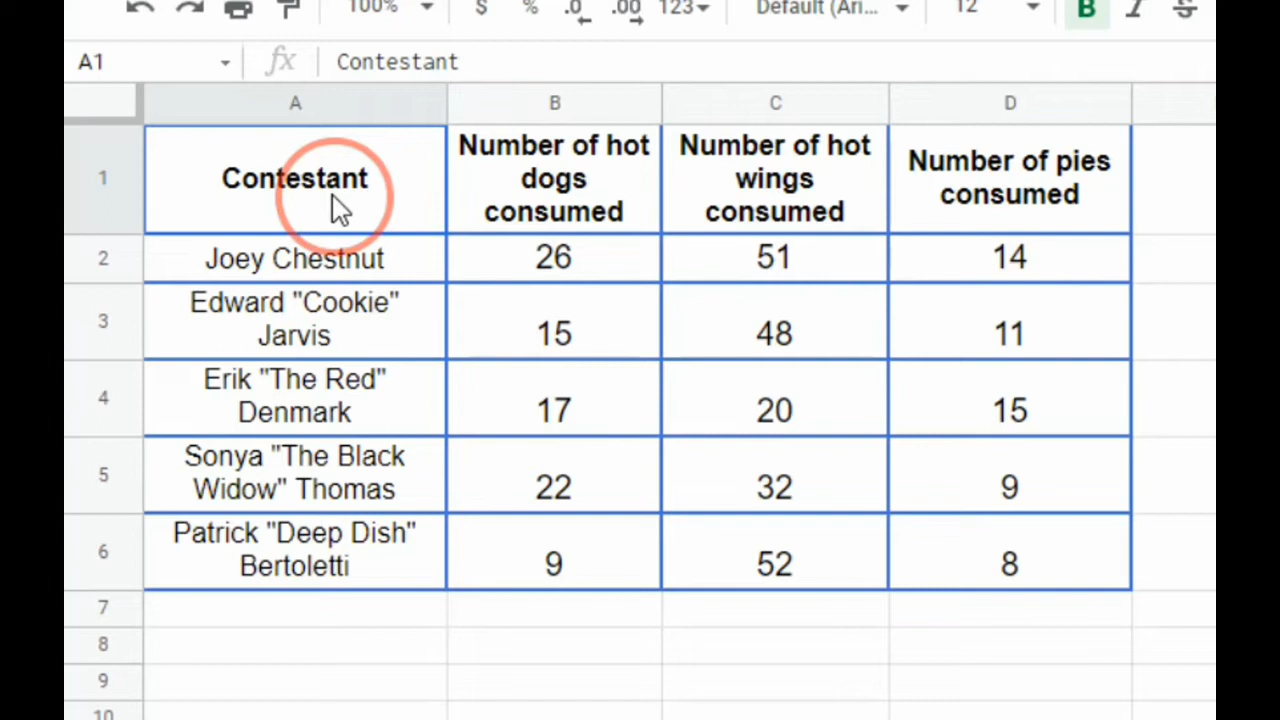 100% $ % .0 .00 123 Default (Ari... 12 B I S
A1 fx Contestant
A B C D
1 Contestant Number of hot dogs consumed Number of hot wings consumed Number of pies consumed
2 Joey Chestnut 26 51 14
3 Edward "Cookie" Jarvis 15 48 11
4 Erik "The Red" Denmark 17 20 15
5 Sonya "The Black Widow" Thomas 22 32 9
6 Patrick "Deep Dish" Bertoletti 9 52 8
7
8
9
10